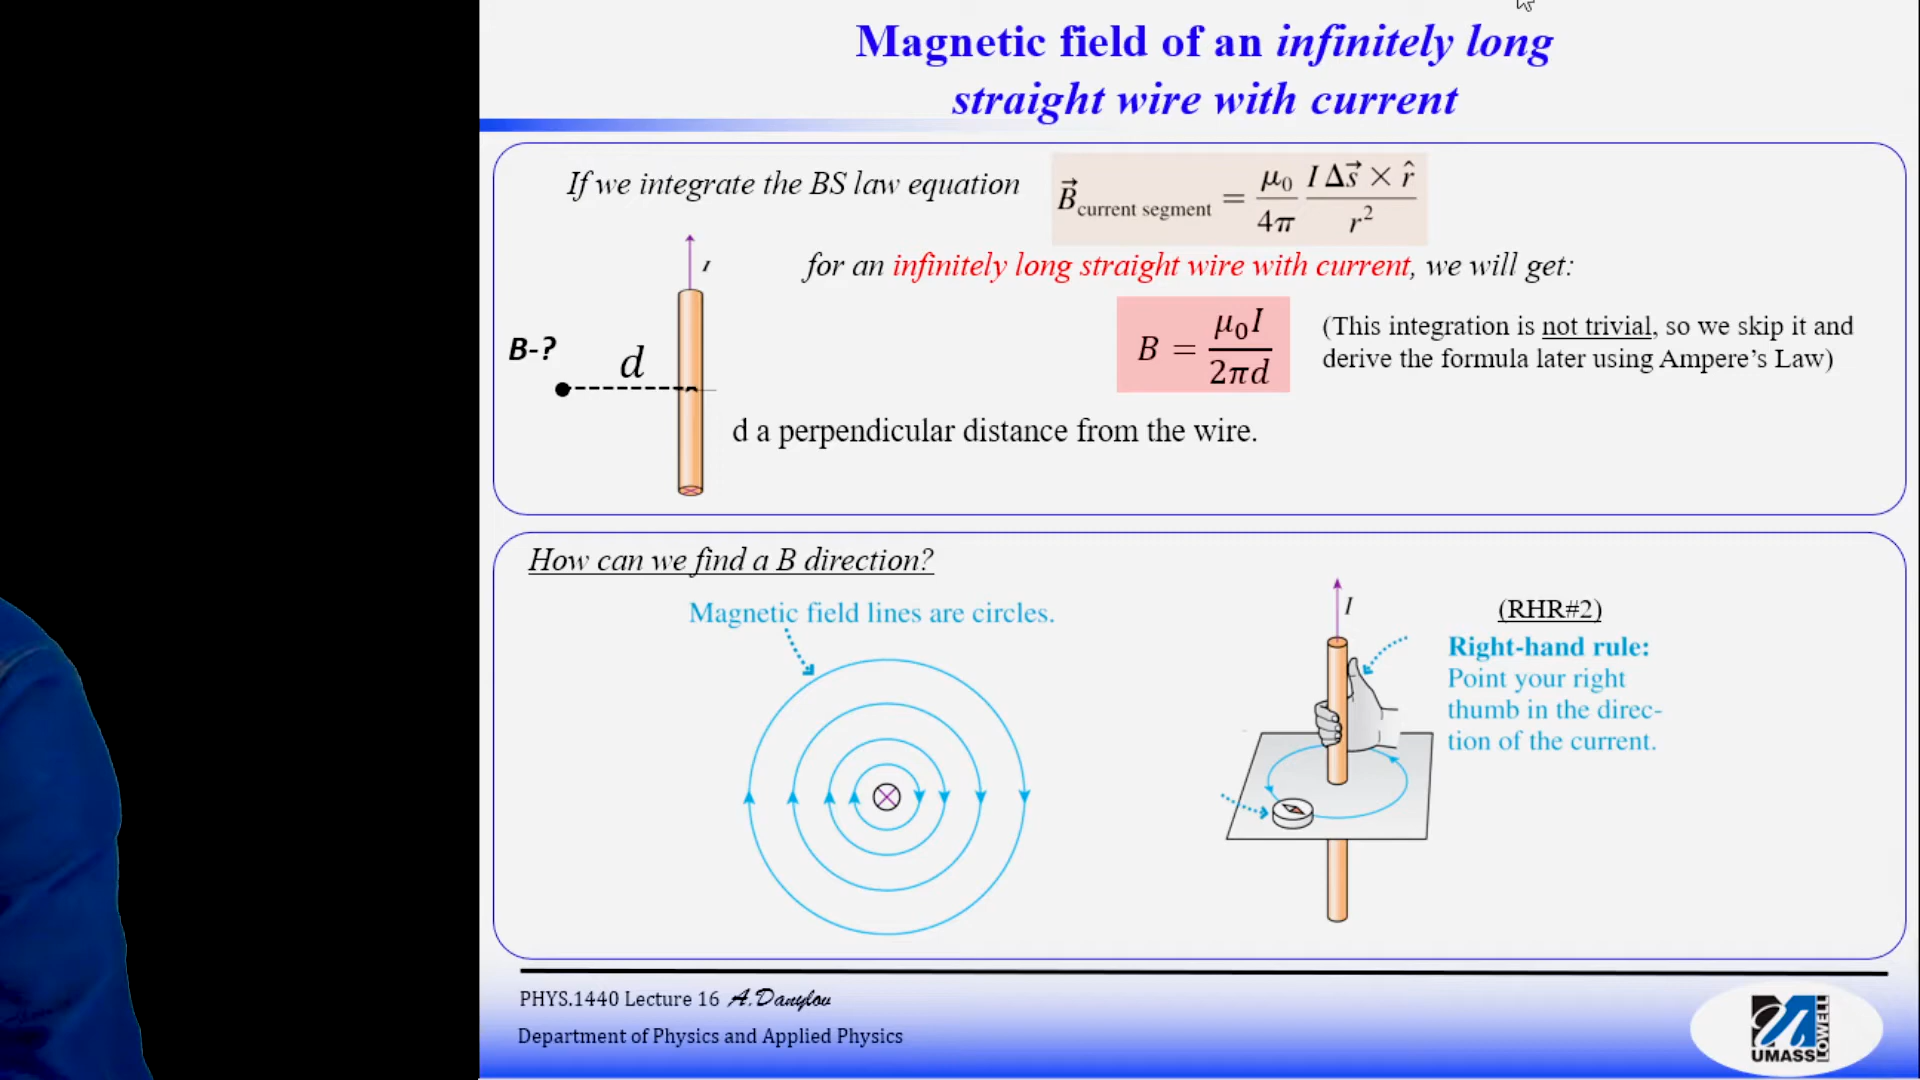 Magnetic field of an infinitely long
straight wire with current
If we integrate the BS law equation
B⃗ current segment = μ₀/4π I Δs⃗ × r̂/r²
I
for an infinitely long straight wire with current, we will get:
B = μ₀I/2πd
(This integration is not trivial, so we skip it and
derive the formula later using Ampere’s Law)
B-?
d
d a perpendicular distance from the wire.
How can we find a B direction?
Magnetic field lines are circles.
I
(RHR#2)
Right-hand rule:
Point your right
thumb in the direc-
tion of the current.
PHYS.1440 Lecture 16 A.Danylov
Department of Physics and Applied Physics
UMASS
LOWELL